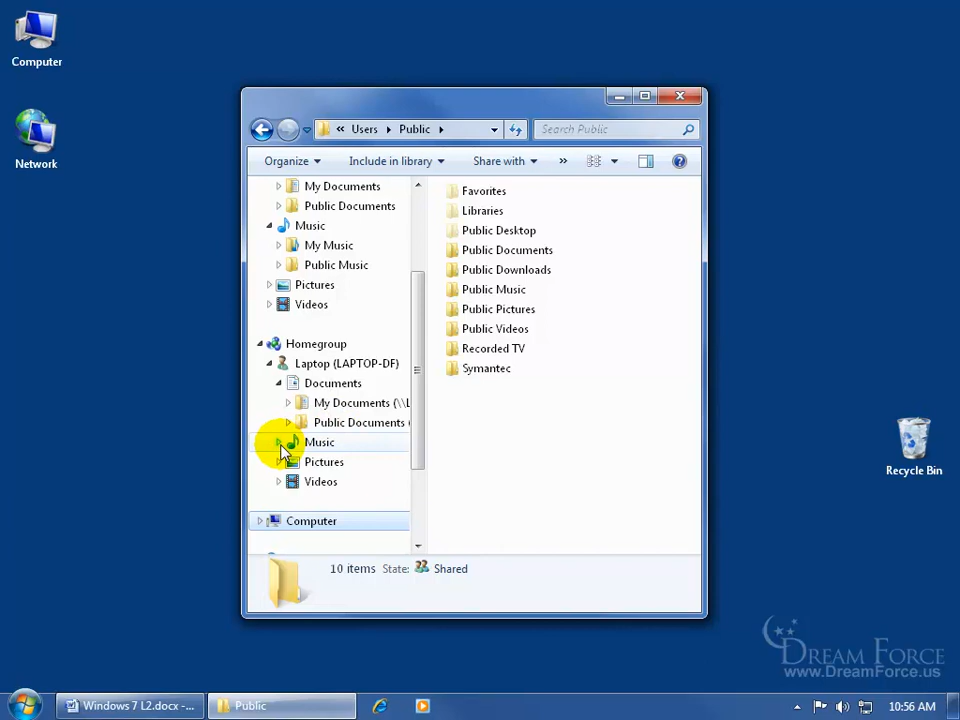 Computer
Network
« Users Public
Search Public
Organize Include in library Share with »
My Documents
Public Documents
Music
My Music
Public Music
Pictures
Videos
Homegroup
Laptop (LAPTOP-DF)
Documents
My Documents (\\L
Public Documents (
Music
Pictures
Videos
Computer
Favorites
Libraries
Public Desktop
Public Documents
Public Downloads
Public Music
Public Pictures
Public Videos
Recorded TV
Symantec
10 items State: Shared
Recycle Bin
DREAM FORCE
www.DreamForce.us
Windows 7 L2.docx -...
Public
10:56 AM